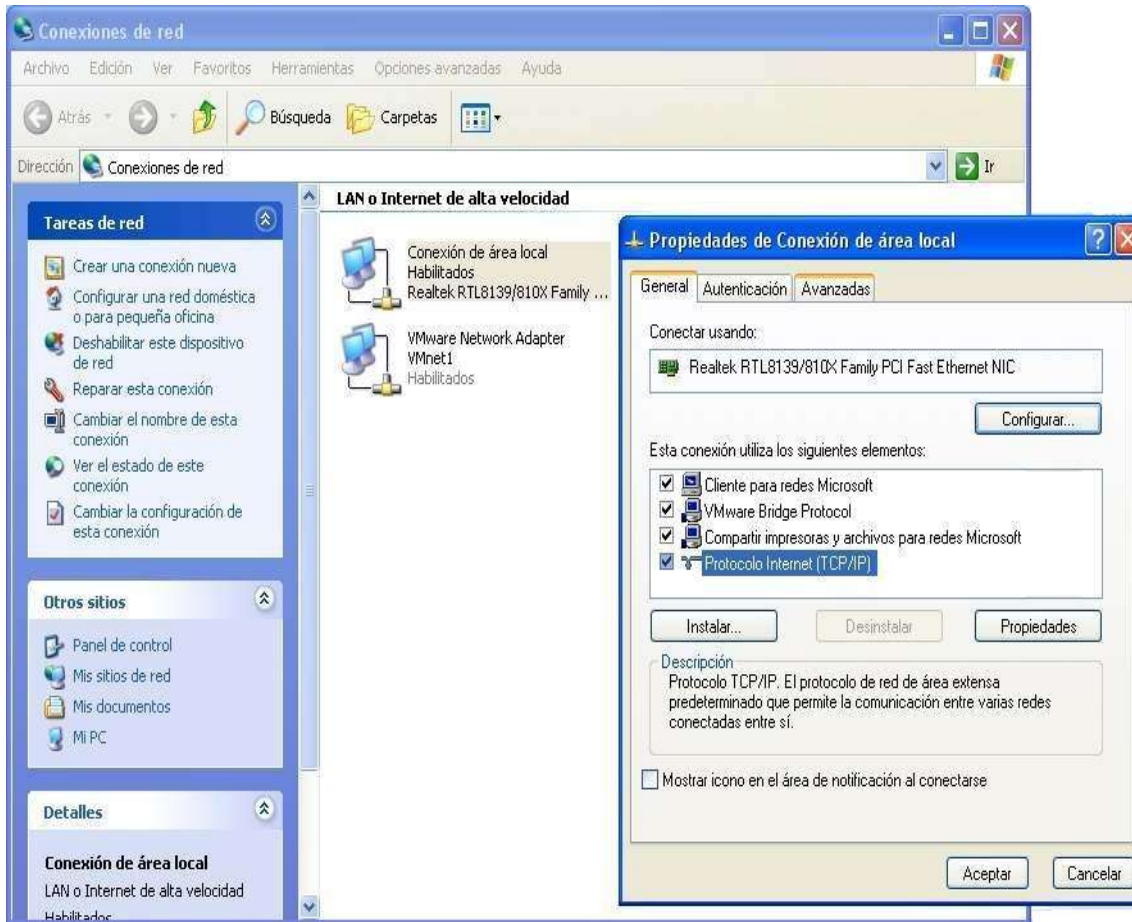 Conexiones de red
Archivo Edición Ver Favoritos Herramientas Opciones avanzadas Ayuda
Atrás Búsqueda Carpetas
Dirección Conexiones de red Ir
Tareas de red
Crear una conexión nueva
Configurar una red doméstica
o para pequeña oficina
Deshabilitar este dispositivo
de red
Reparar esta conexión
Cambiar el nombre de esta
conexión
Ver el estado de este
conexión
Cambiar la configuración de
esta conexión
Otros sitios
Panel de control
Mis sitios de red
Mis documentos
Mi PC
Detalles
Conexión de área local
LAN o Internet de alta velocidad
Habilitados
LAN o Internet de alta velocidad
Conexión de área local
Habilitados
Realtek RTL8139/810X Family ...
VMware Network Adapter
VMnet1
Habilitados
Propiedades de Conexión de área local
General Autenticación Avanzadas
Conectar usando:
Realtek RTL8139/810X Family PCI Fast Ethernet NIC
Configurar...
Esta conexión utiliza los siguientes elementos:
Cliente para redes Microsoft
VMware Bridge Protocol
Compartir impresoras y archivos para redes Microsoft
Protocolo Internet (TCP/IP)
Instalar... Desinstalar Propiedades
Descripción
Protocolo TCP/IP. El protocolo de red de área extensa
predeterminado que permite la comunicación entre varias redes
conectadas entre sí.
Mostrar icono en el área de notificación al conectarse
Aceptar Cancelar